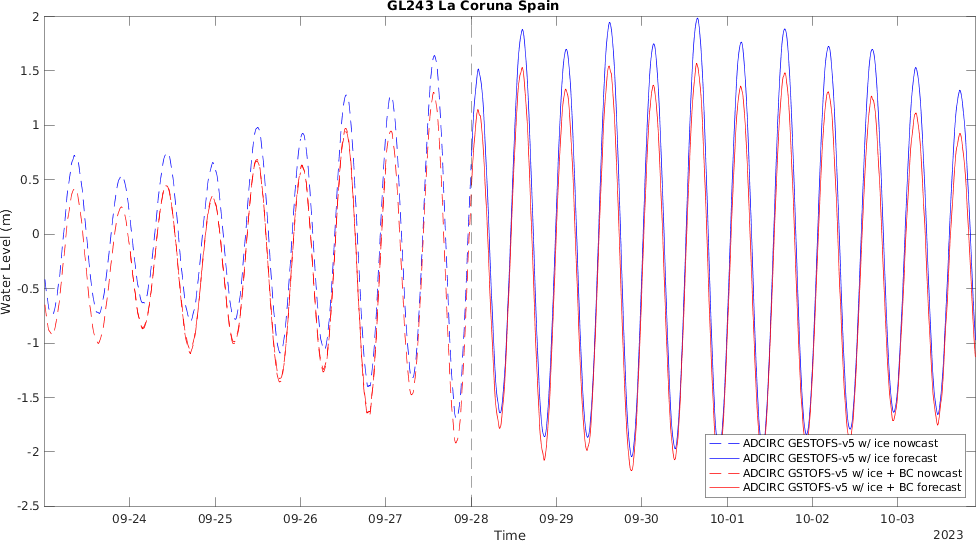 GL243 La Coruna Spain
2
1.5
1
0.5
0
-0.5
-1
-1.5
-2
-2.5
Water Level (m)
ADCIRC GESTOFS-v5 w/ ice nowcast
ADCIRC GESTOFS-v5 w/ ice forecast
ADCIRC GSTOFS-v5 w/ ice + BC nowcast
ADCIRC GSTOFS-v5 w/ ice + BC forecast
09-24 09-25 09-26 09-27 09-28 09-29 09-30 10-01 10-02 10-03
Time
2023